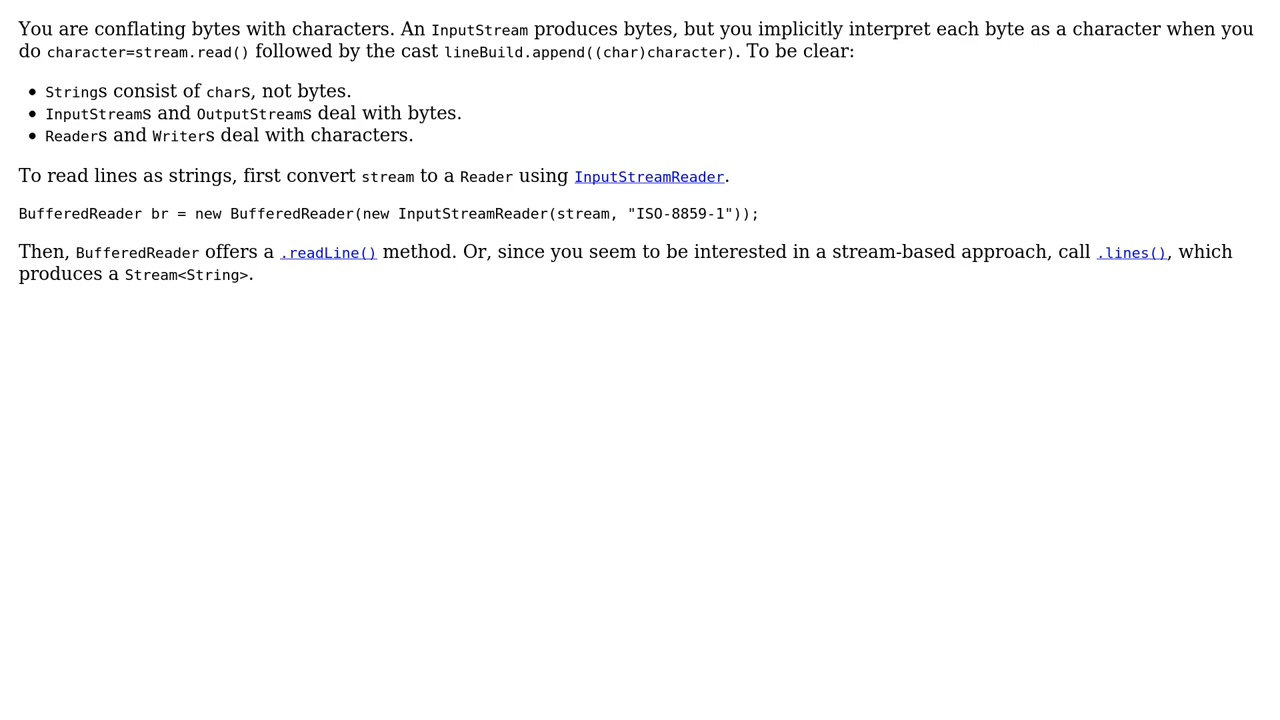 You are conflating bytes with characters. An InputStream produces bytes, but you implicitly interpret each byte as a character when you
do character=stream.read() followed by the cast lineBuild.append((char)character). To be clear:
• Strings consist of chars, not bytes.
• InputStreams and OutputStreams deal with bytes.
• Readers and Writers deal with characters.
To read lines as strings, first convert stream to a Reader using InputStreamReader.
BufferedReader br = new BufferedReader(new InputStreamReader(stream, "ISO-8859-1"));
Then, BufferedReader offers a .readLine() method. Or, since you seem to be interested in a stream-based approach, call .lines(), which
produces a Stream<String>.